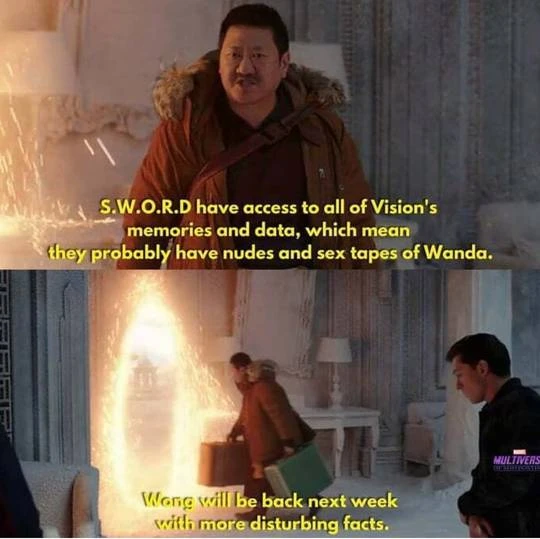 S.W.O.R.D have access to all of Vision's
memories and data, which mean
they probably have nudes and sex tapes of Wanda.
MARVEL
MULTIVERS
Wong will be back next week
with more disturbing facts.